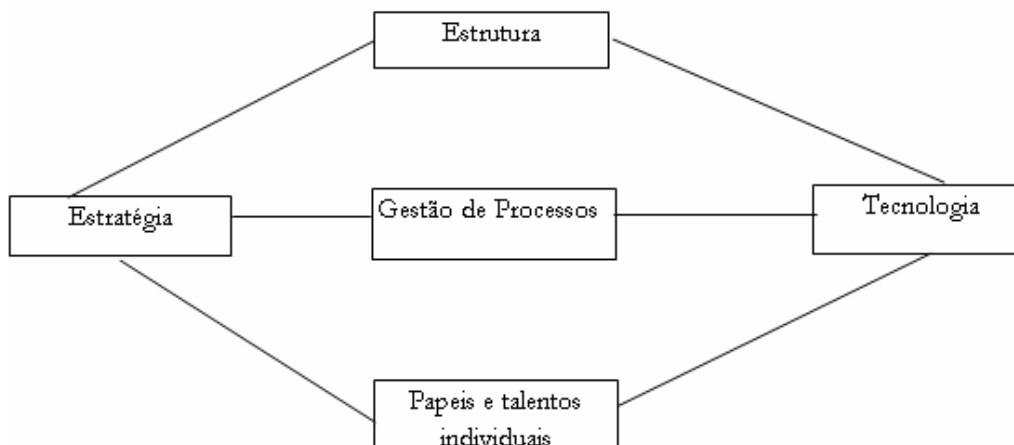 Estrutura
Estratégia
Gestão de Processos
Tecnologia
Papeis e talentos
individuais